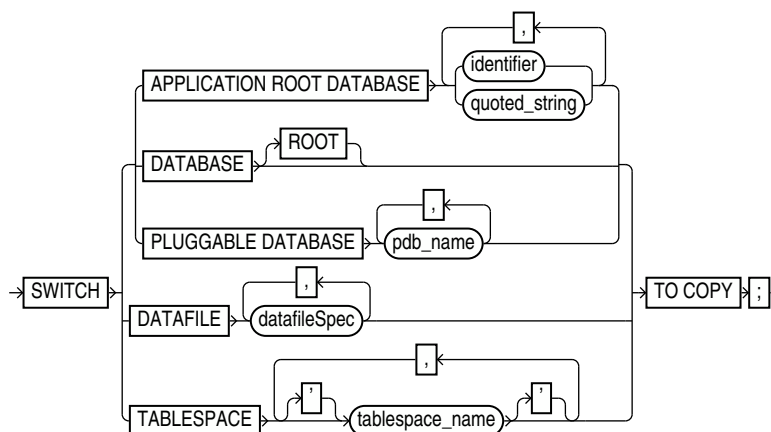 ,
identifier
APPLICATION ROOT DATABASE
quoted_string
ROOT
DATABASE
,
PLUGGABLE DATABASE pdb_name
SWITCH , TO COPY ;
DATAFILE datafileSpec
,
' '
TABLESPACE tablespace_name